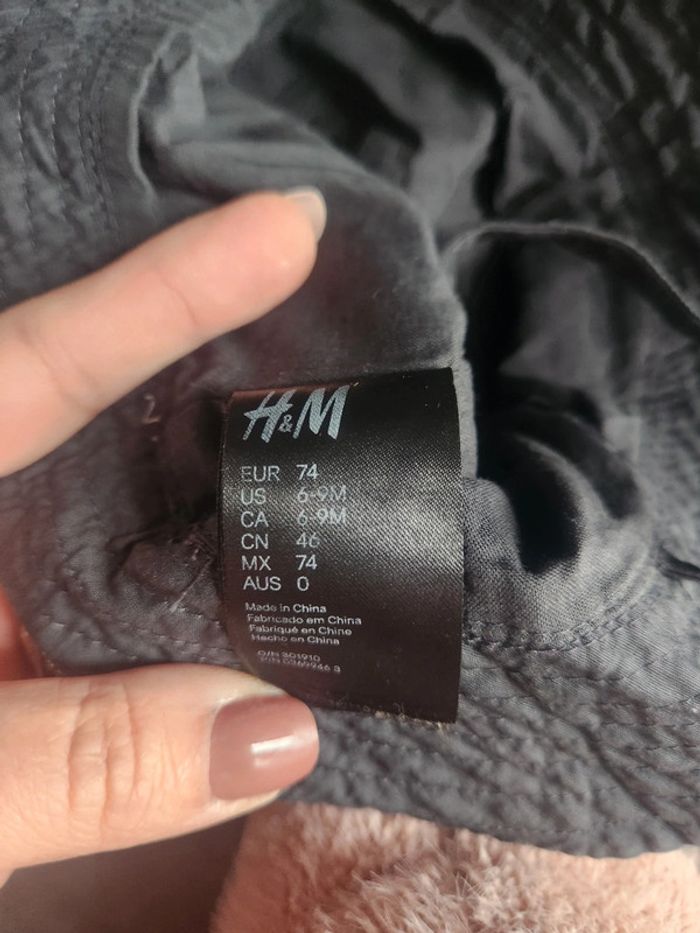 H&M
EUR 74
US 6-9M
CA 6-9M
CN 46
MX 74
AUS 0
Made in China
Fabricado em China
Fabriqué en Chine
Hecho en China
O/N 301910